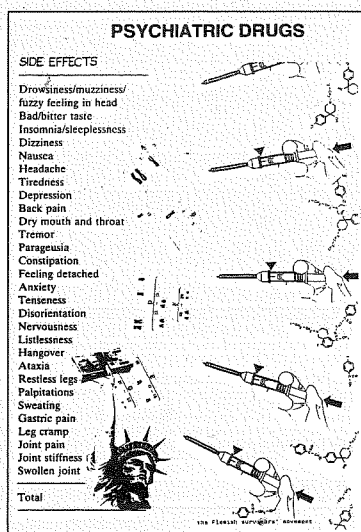 PSYCHIATRIC DRUGS
SIDE EFFECTS
Drowsiness/muzziness/
fuzzy feeling in head
Bad/bitter taste
Insomnia/sleeplessness
Dizziness
Nausea
Headache
Tiredness
Depression
Back pain
Dry mouth and throat
Tremor
Parageusia
Constipation
Feeling detached
Anxiety
Tenseness
Disorientation
Nervousness
Listlessness
Hangover
Ataxia
Restless legs
Palpitations
Sweating
Gastric pain
Leg cramp
Joint pain
Joint stiffness
Swollen joint
Total
the Flemish survivors' movement